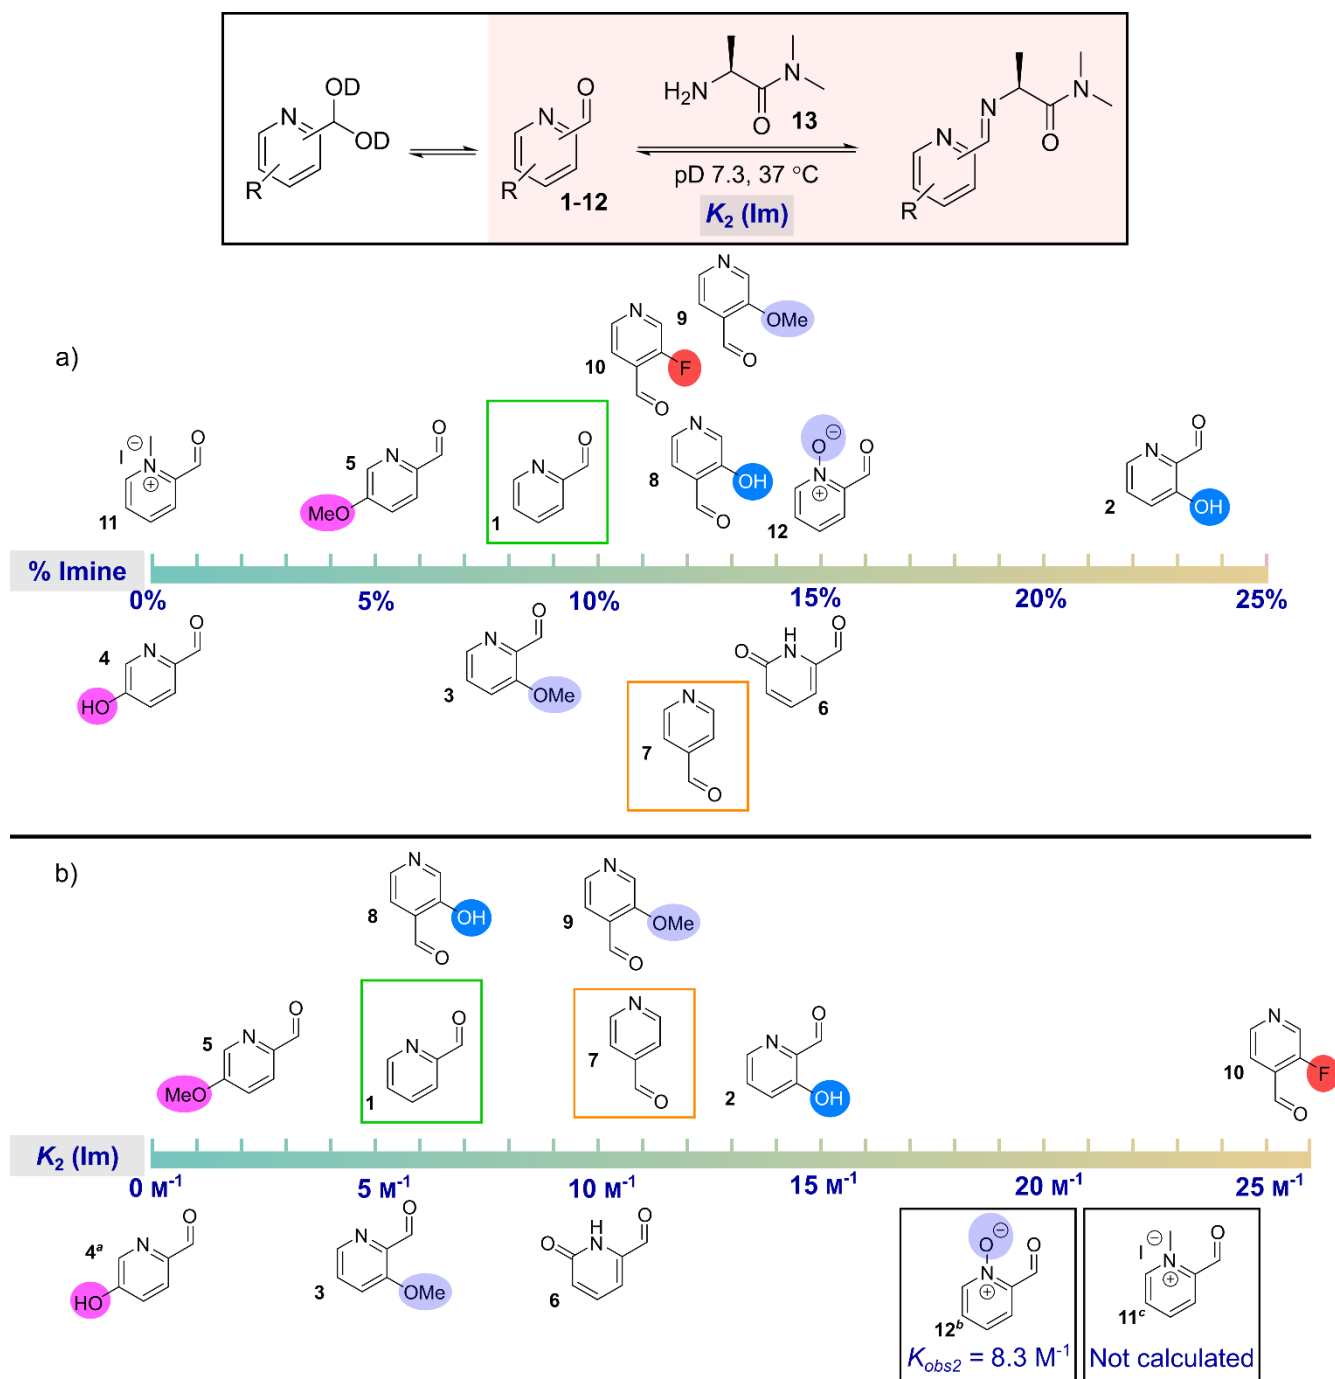 OD
N
OD
R
O
N
R
1-12
H₂N
N
O
13
pD 7.3, 37 °C
K₂ (Im)
N
N
O
N
R
a)
N
9
OMe
O
N
10
F
O
I⊖
N
⊕
O
11
5
N
O
MeO
N
O
1
N
8
OH
O
O⊖
N
⊕
O
12
N
O
2
OH
% Imine
0% 5% 10% 15% 20% 25%
4
N
O
HO
N
O
3
OMe
N
7
O
H
N
O
O
6
b)
N
8
OH
O
N
9
OMe
O
5
N
O
MeO
N
O
1
N
7
O
N
O
2
OH
N
10
F
O
K₂ (Im)
0 M⁻¹ 5 M⁻¹ 10 M⁻¹ 15 M⁻¹ 20 M⁻¹ 25 M⁻¹
4ᵃ
N
O
HO
N
O
3
OMe
H
N
O
O
6
O⊖
N
⊕
O
12ᵇ
K_obs2 = 8.3 M⁻¹
I⊖
N
⊕
O
11ᶜ
Not calculated